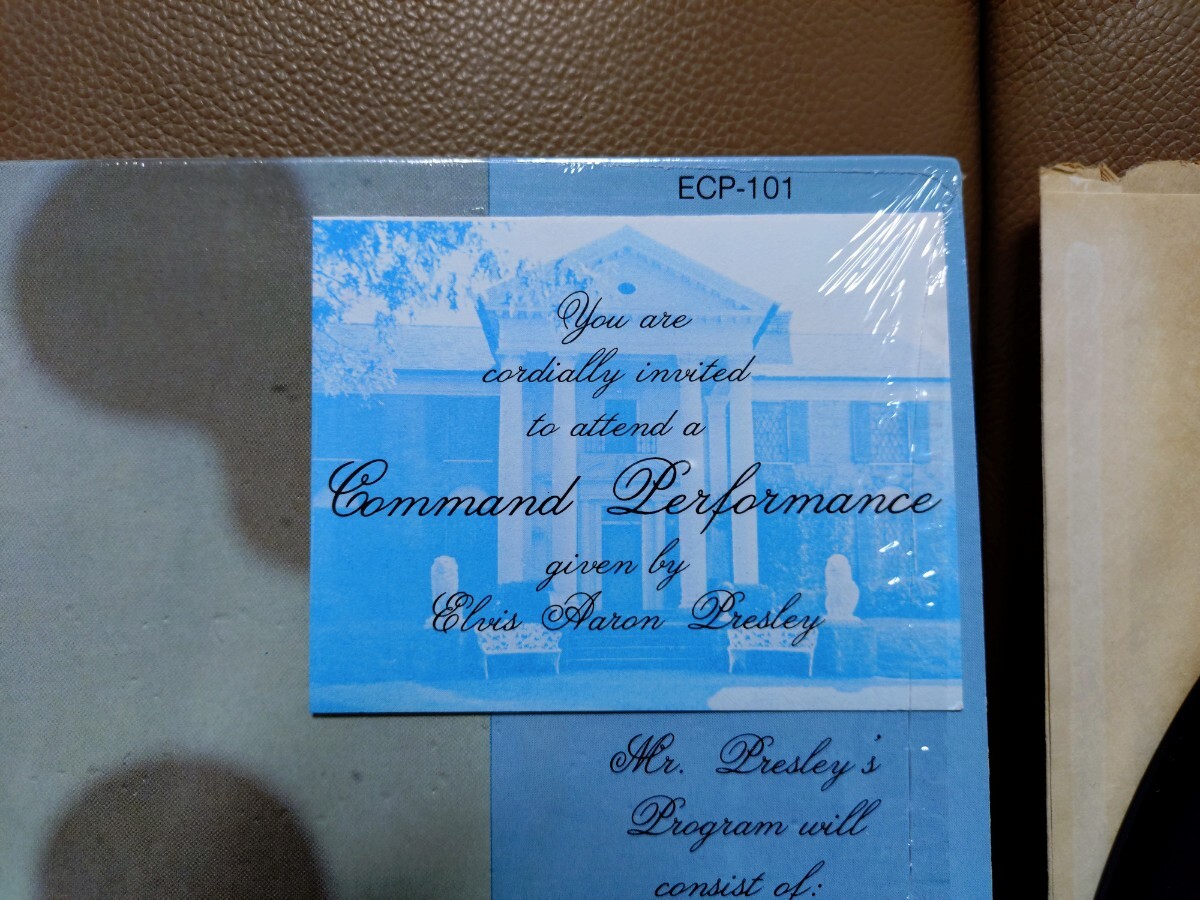 ECP-101
You are
cordially invited
to attend a
Command Performance
given by
Elvis Aaron Presley
Mr. Presley's
Program will
consist of: